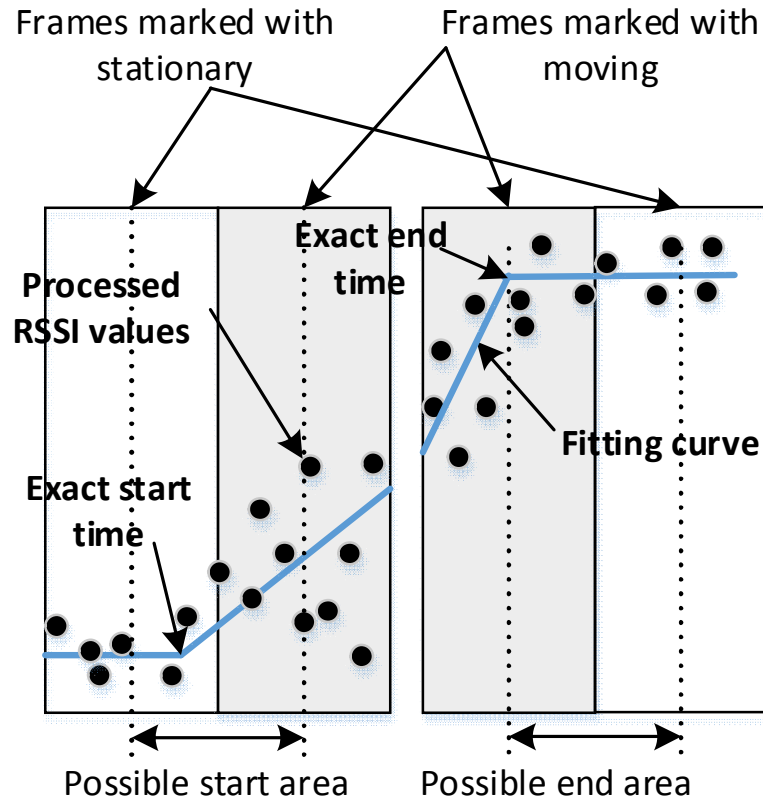 Frames marked with
stationary
Frames marked with
moving
Exact end
time
Processed
RSSI values
Fitting curve
Exact start
time
Possible start area
Possible end area